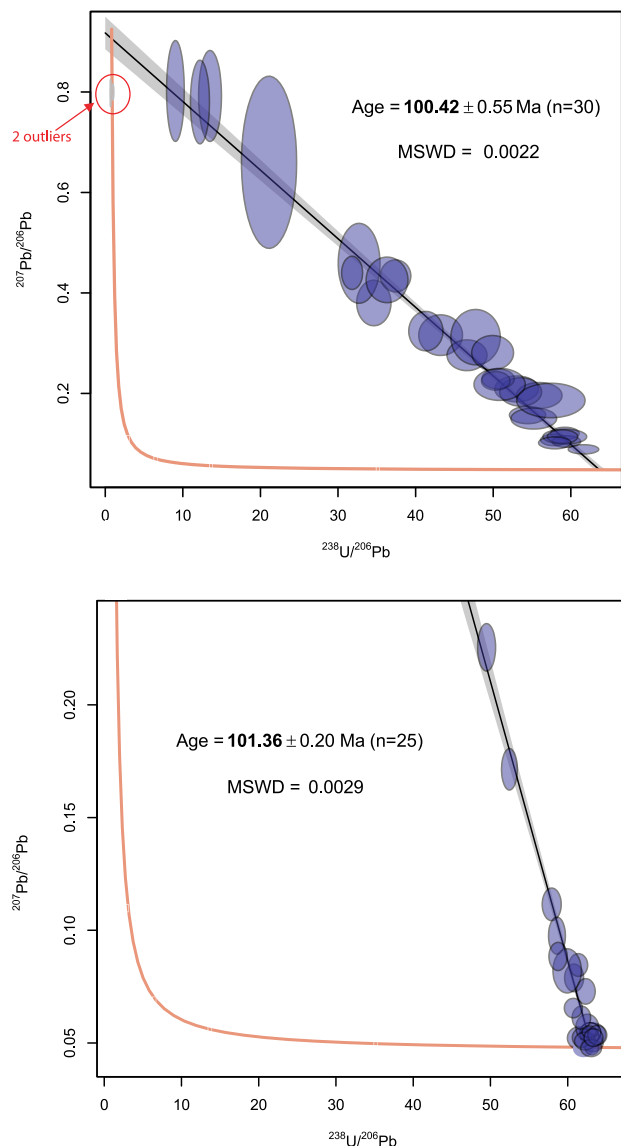 0.8
0.6
0.4
0.2
²⁰⁷Pb/²⁰⁶Pb
2 outliers
Age = 100.42 ± 0.55 Ma (n=30)
MSWD = 0.0022
0 10 20 30 40 50 60
²³⁸U/²⁰⁶Pb
0.20
0.15
0.10
0.05
²⁰⁷Pb/²⁰⁶Pb
Age = 101.36 ± 0.20 Ma (n=25)
MSWD = 0.0029
0 10 20 30 40 50 60
²³⁸U/²⁰⁶Pb